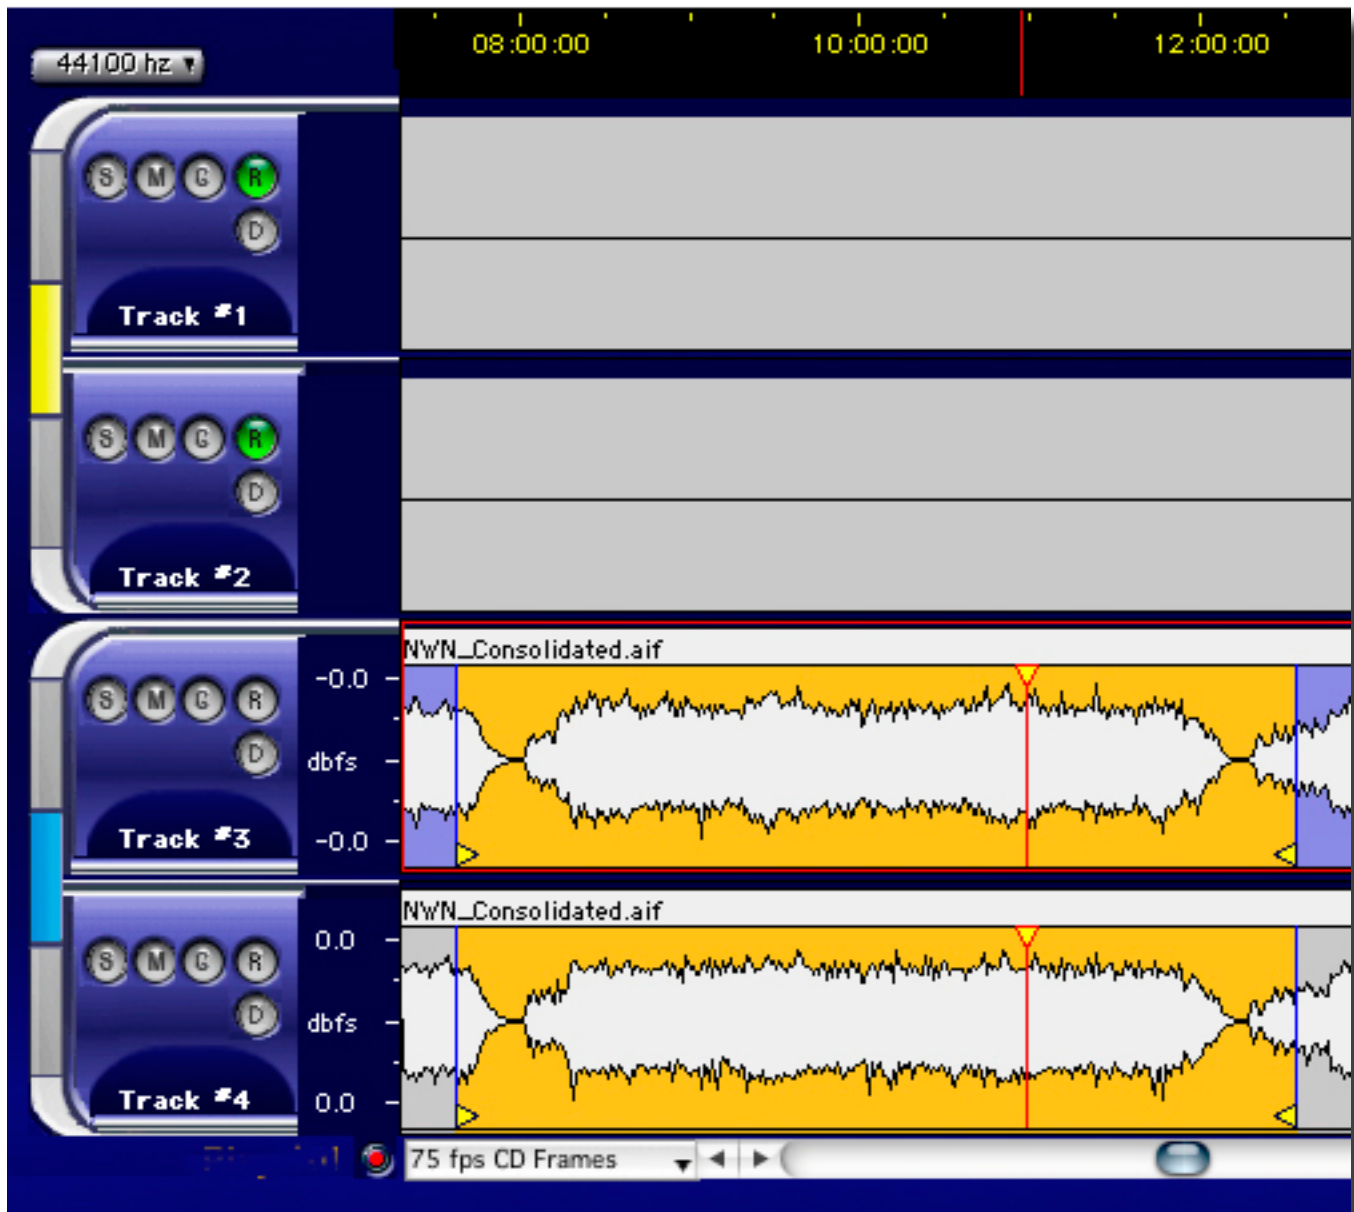 08:00:00 10:00:00 12:00:00
44100 hz
S M G R
D
Track #1
S M G R
D
Track #2
NWN_Consolidated.aif
-0.0
S M G R
D
dbfs
Track #3
-0.0
NWN_Consolidated.aif
0.0
S M G R
D
dbfs
Track #4
0.0
75 fps CD Frames